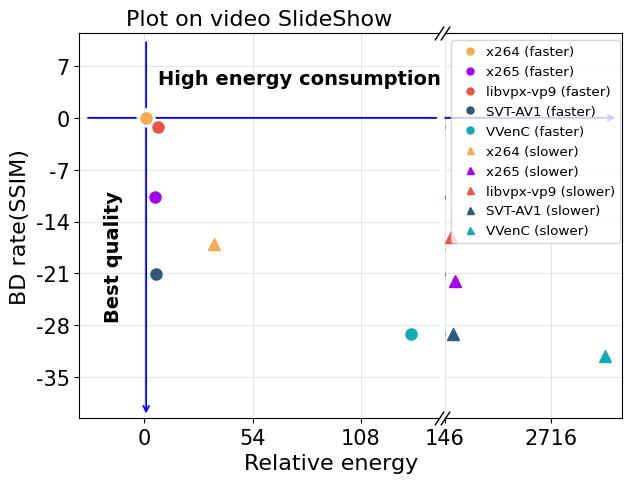 Plot on video SlideShow
7
0
-7
-14
-21
-28
-35
BD rate(SSIM)
High energy consumption
Best quality
x264 (faster)
x265 (faster)
libvpx-vp9 (faster)
SVT-AV1 (faster)
VVenC (faster)
x264 (slower)
x265 (slower)
libvpx-vp9 (slower)
SVT-AV1 (slower)
VVenC (slower)
0 54 108 146 2716
Relative energy